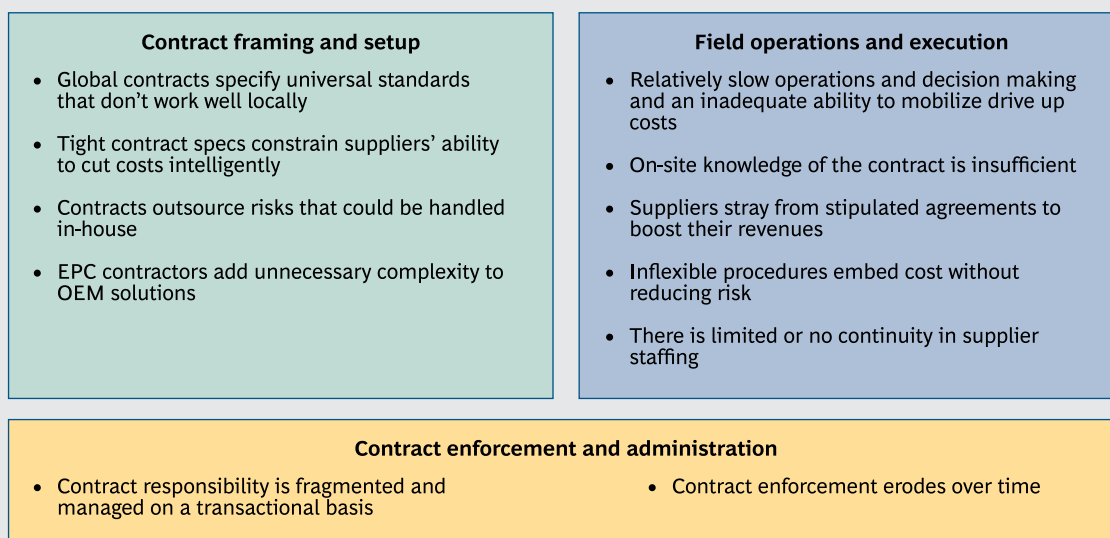 Contract framing and setup
• Global contracts specify universal standards
that don’t work well locally
• Tight contract specs constrain suppliers’ ability
to cut costs intelligently
• Contracts outsource risks that could be handled
in-house
• EPC contractors add unnecessary complexity to
OEM solutions
Field operations and execution
• Relatively slow operations and decision making
and an inadequate ability to mobilize drive up
costs
• On-site knowledge of the contract is insufficient
• Suppliers stray from stipulated agreements to
boost their revenues
• Inflexible procedures embed cost without
reducing risk
• There is limited or no continuity in supplier
staffing
Contract enforcement and administration
• Contract responsibility is fragmented and
managed on a transactional basis
• Contract enforcement erodes over time